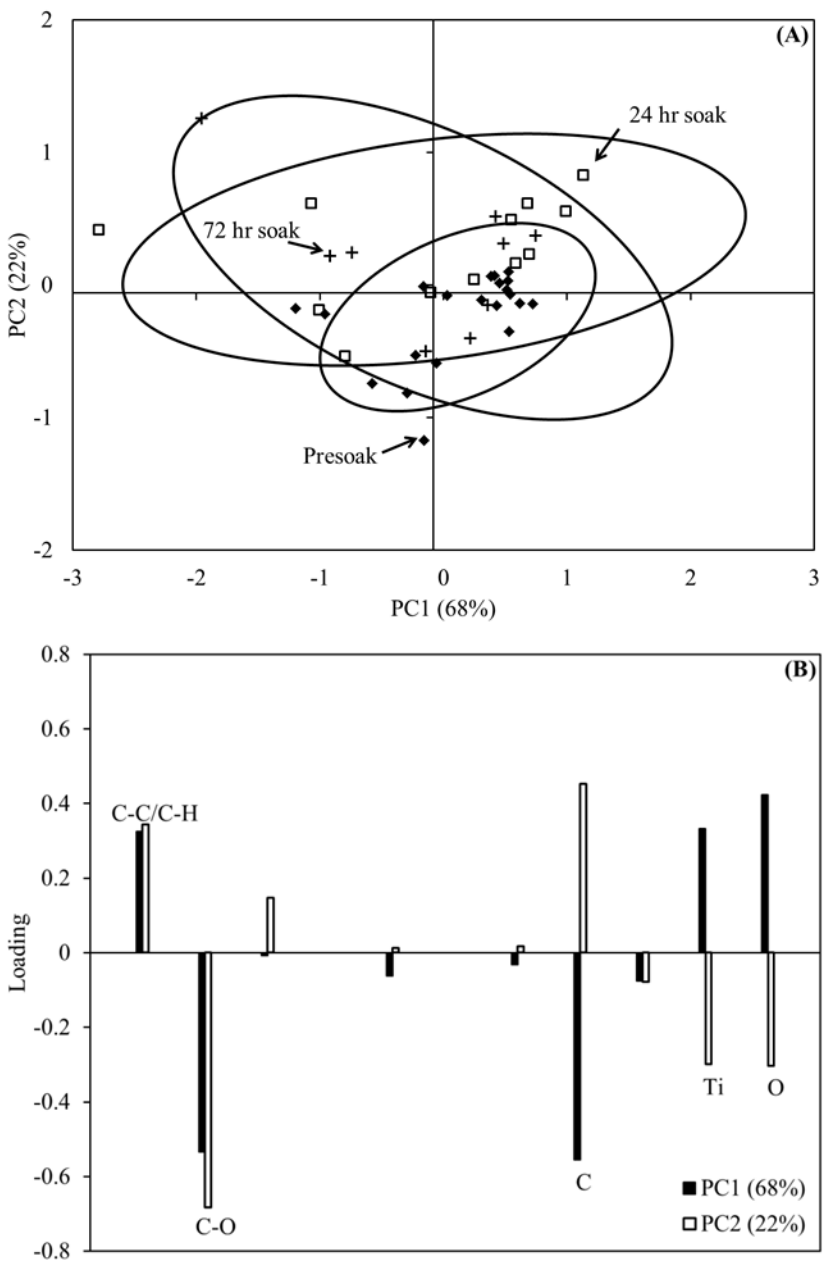 (A)
2
24 hr soak
1
72 hr soak
PC2 (22%)
0
-1
Presoak
-2
-3 -2 -1 0 1 2 3
PC1 (68%)
0.8
(B)
0.6
0.4
C-C/C-H
0.2
Loading
0
-0.2
Ti O
-0.4
-0.6
C
PC1 (68%)
C-O
PC2 (22%)
-0.8